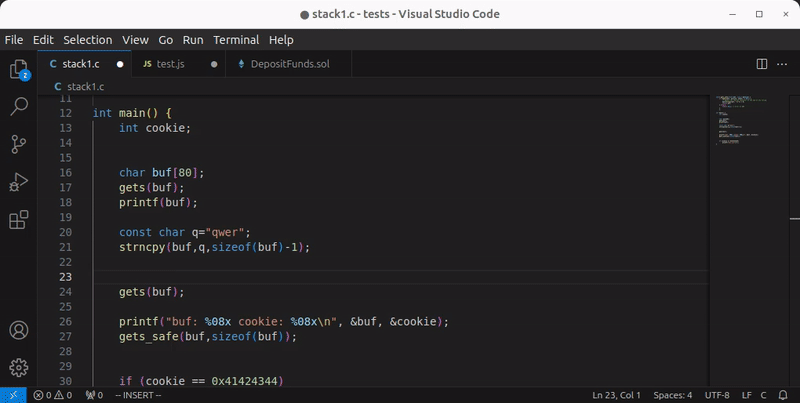 stack1.c - tests - Visual Studio Code
File Edit Selection View Go Run Terminal Help
C stack1.c JS test.js DepositFunds.sol
C stack1.c
2
11
12 int main() {
13 int cookie;
14
15
16 char buf[80];
17 gets(buf);
18 printf(buf);
19
20 const char q="qwer";
21 strncpy(buf,q,sizeof(buf)-1);
22
23
24 gets(buf);
25
26 printf("buf: %08x cookie: %08x\n", &buf, &cookie);
27 gets_safe(buf,sizeof(buf));
28
29
30 if (cookie == 0x41424344)
0 0 0 -- INSERT -- Ln 23, Col 1 Spaces: 4 UTF-8 LF C